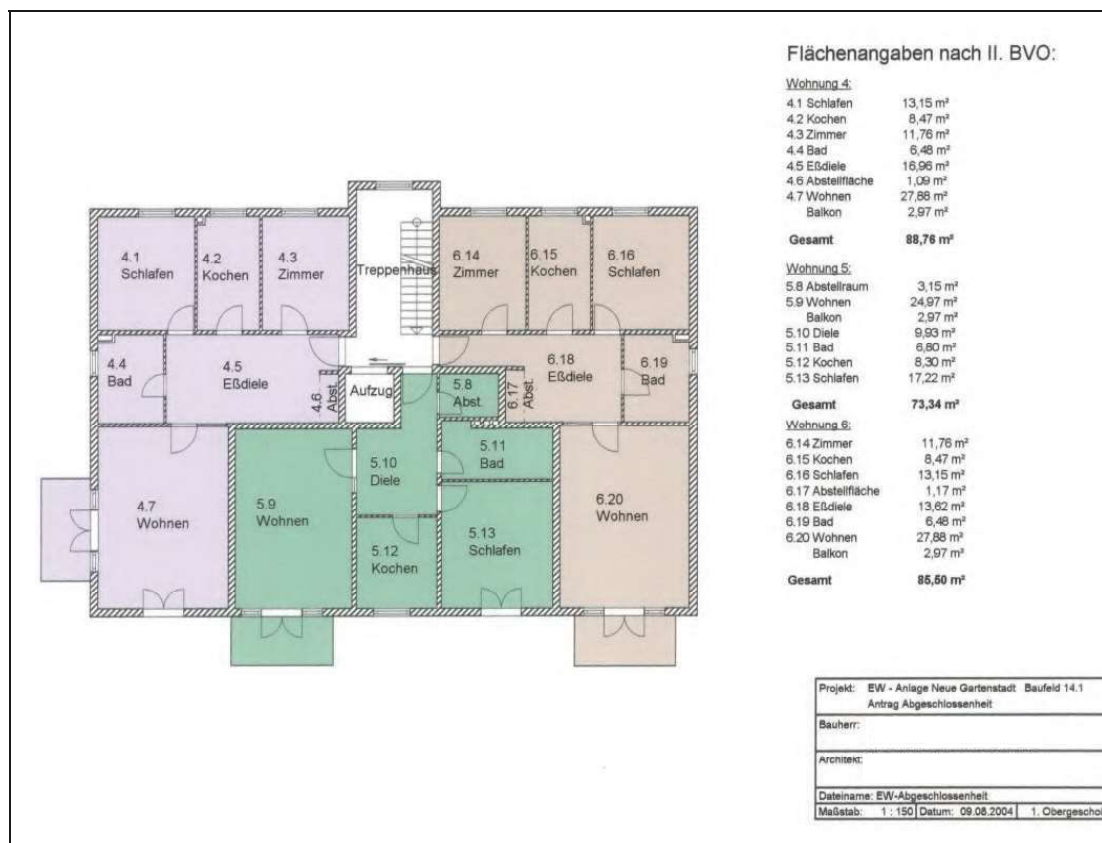 Flächenangaben nach II. BVO:
Wohnung 4:
4.1 Schlafen 13,15 m²
4.2 Kochen 8,47 m²
4.3 Zimmer 11,76 m²
4.4 Bad 6,48 m²
4.5 Eßdiele 16,96 m²
4.6 Abstellfläche 1,09 m²
4.7 Wohnen 27,88 m²
Balkon 2,97 m²
Gesamt 88,76 m²
Wohnung 5:
5.8 Abstellraum 3,15 m²
5.9 Wohnen 24,97 m²
Balkon 2,97 m²
5.10 Diele 9,93 m²
5.11 Bad 6,80 m²
5.12 Kochen 8,30 m²
5.13 Schlafen 17,22 m²
Gesamt 73,34 m²
Wohnung 6:
6.14 Zimmer 11,76 m²
6.15 Kochen 8,47 m²
6.16 Schlafen 13,15 m²
6.17 Abstellfläche 1,17 m²
6.18 Eßdiele 13,62 m²
6.19 Bad 6,48 m²
6.20 Wohnen 27,88 m²
Balkon 2,97 m²
Gesamt 85,50 m²
4.1
Schlafen
4.2
Kochen
4.3
Zimmer
Treppenhaus
6.14
Zimmer
6.15
Kochen
6.16
Schlafen
4.4
Bad
4.5
Eßdiele
4.6
Abst.
Aufzug
5.8
Abst.
6.17
Abst.
6.18
Eßdiele
6.19
Bad
4.7
Wohnen
5.9
Wohnen
5.10
Diele
5.11
Bad
5.12
Kochen
5.13
Schlafen
6.20
Wohnen
Projekt: EW - Anlage Neue Gartenstadt Baufeld 14.1
Antrag Abgeschlossenheit
Bauherr:
Architekt:
Dateiname: EW-Abgeschlossenheit
Maßstab: 1 : 150 Datum: 09.08.2004 1. Obergescho